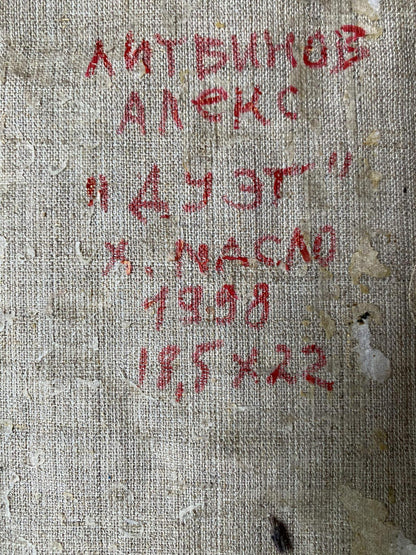 ЛИТВИНОВ
АЛеКС
"ДУЭТ"
Х. МАСЛО
1998
18,5 х 22